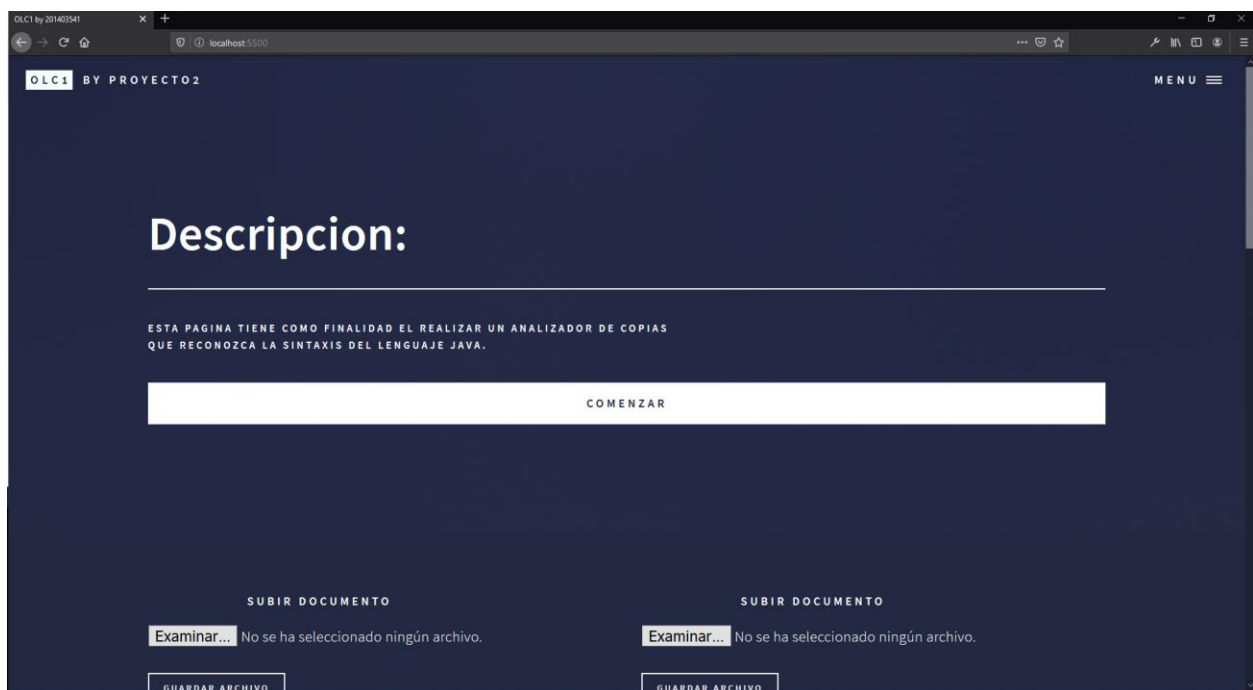 OLC1 by 201403541
localhost:5500
OLC1 BY PROYECTO2
MENU
Descripcion:
ESTA PAGINA TIENE COMO FINALIDAD EL REALIZAR UN ANALIZADOR DE COPIAS
QUE RECONOZCA LA SINTAXIS DEL LENGUAJE JAVA.
COMENZAR
SUBIR DOCUMENTO
Examinar... No se ha seleccionado ningún archivo.
GUARDAR ARCHIVO
SUBIR DOCUMENTO
Examinar... No se ha seleccionado ningún archivo.
GUARDAR ARCHIVO